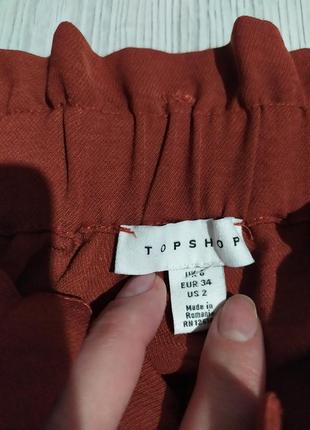 TOPSHOP
UK 6
EUR 34
US 2
Made in
Romania